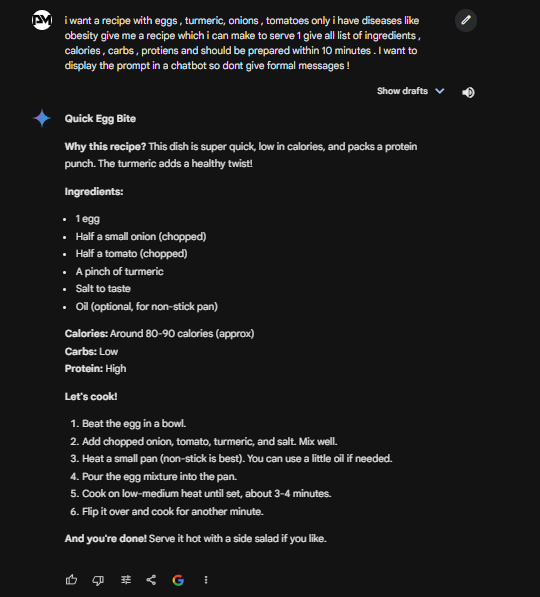 i want a recipe with eggs , turmeric, onions , tomatoes only i have diseases like
obesity give me a recipe which i can make to serve 1 give all list of ingredients ,
calories , carbs , protiens and should be prepared within 10 minutes . I want to
display the prompt in a chatbot so dont give formal messages !
Show drafts
Quick Egg Bite
Why this recipe? This dish is super quick, low in calories, and packs a protein
punch. The turmeric adds a healthy twist!
Ingredients:
• 1 egg
• Half a small onion (chopped)
• Half a tomato (chopped)
• A pinch of turmeric
• Salt to taste
• Oil (optional, for non-stick pan)
Calories: Around 80-90 calories (approx)
Carbs: Low
Protein: High
Let's cook!
1. Beat the egg in a bowl.
2. Add chopped onion, tomato, turmeric, and salt. Mix well.
3. Heat a small pan (non-stick is best). You can use a little oil if needed.
4. Pour the egg mixture into the pan.
5. Cook on low-medium heat until set, about 3-4 minutes.
6. Flip it over and cook for another minute.
And you're done! Serve it hot with a side salad if you like.